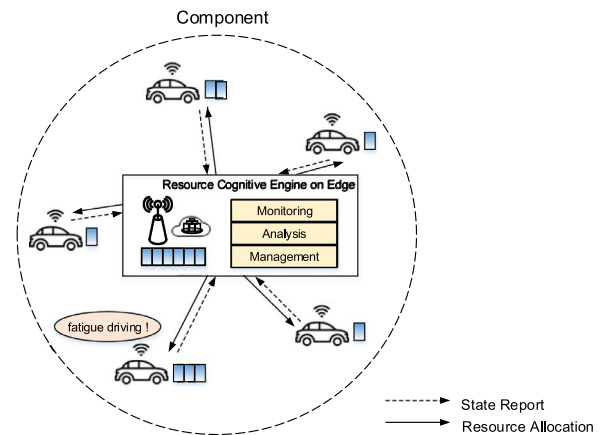 Component
Resource Cognitive Engine on Edge
Monitoring
Analysis
Management
fatigue driving !
State Report
Resource Allocation